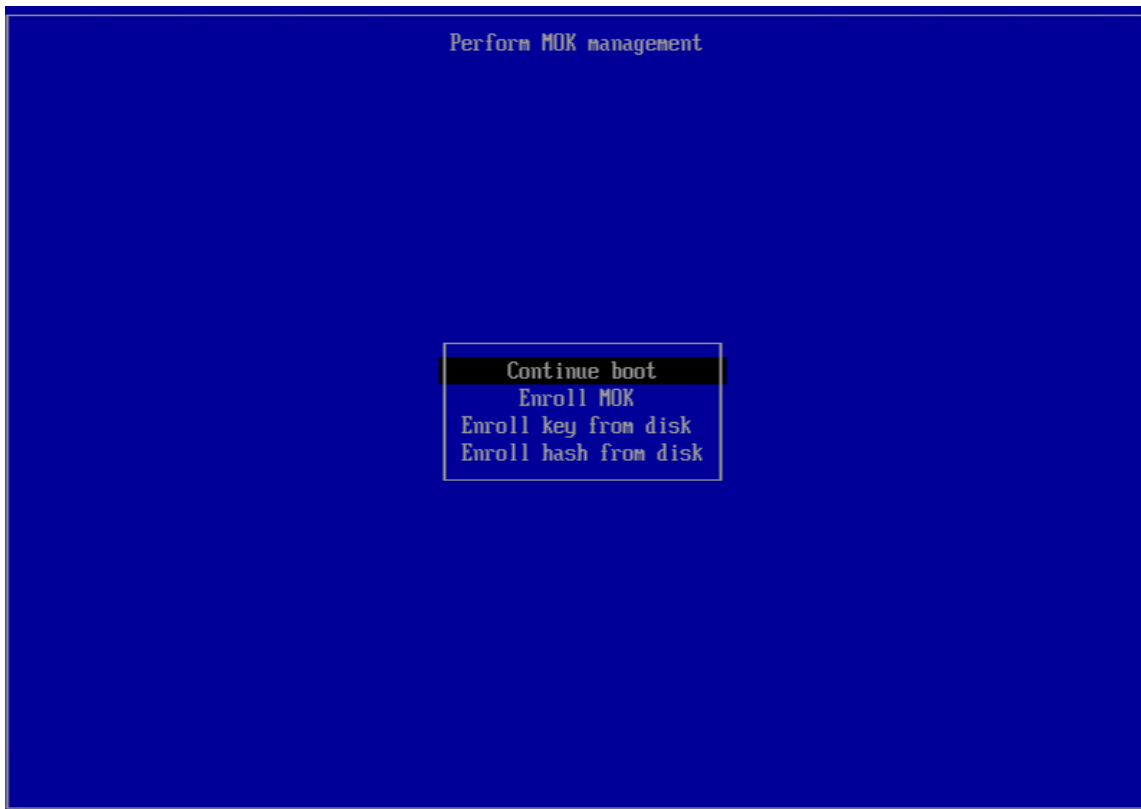 Perform MOK management
Continue boot
Enroll MOK
Enroll key from disk
Enroll hash from disk